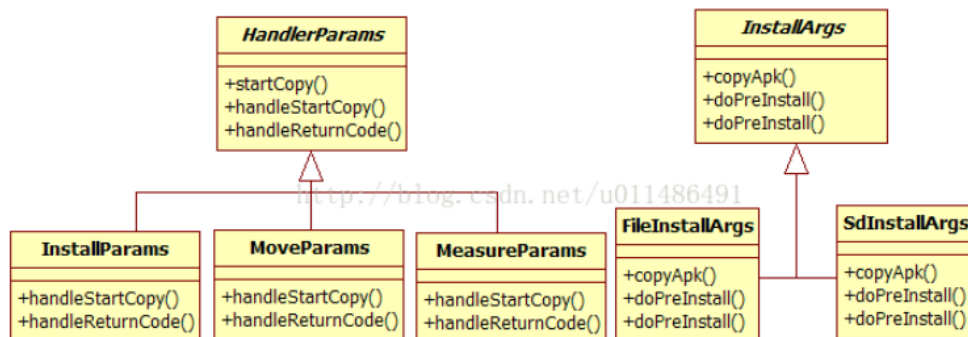 HandlerParams
+startCopy()
+handleStartCopy()
+handleReturnCode()
InstallArgs
+copyApk()
+doPreInstall()
+doPreInstall()
http://blog.csdn.net/u011486491
InstallParams
+handleStartCopy()
+handleReturnCode()
MoveParams
+handleStartCopy()
+handleReturnCode()
MeasureParams
+handleStartCopy()
+handleReturnCode()
FileInstallArgs
+copyApk()
+doPreInstall()
+doPreInstall()
SdInstallArgs
+copyApk()
+doPreInstall()
+doPreInstall()